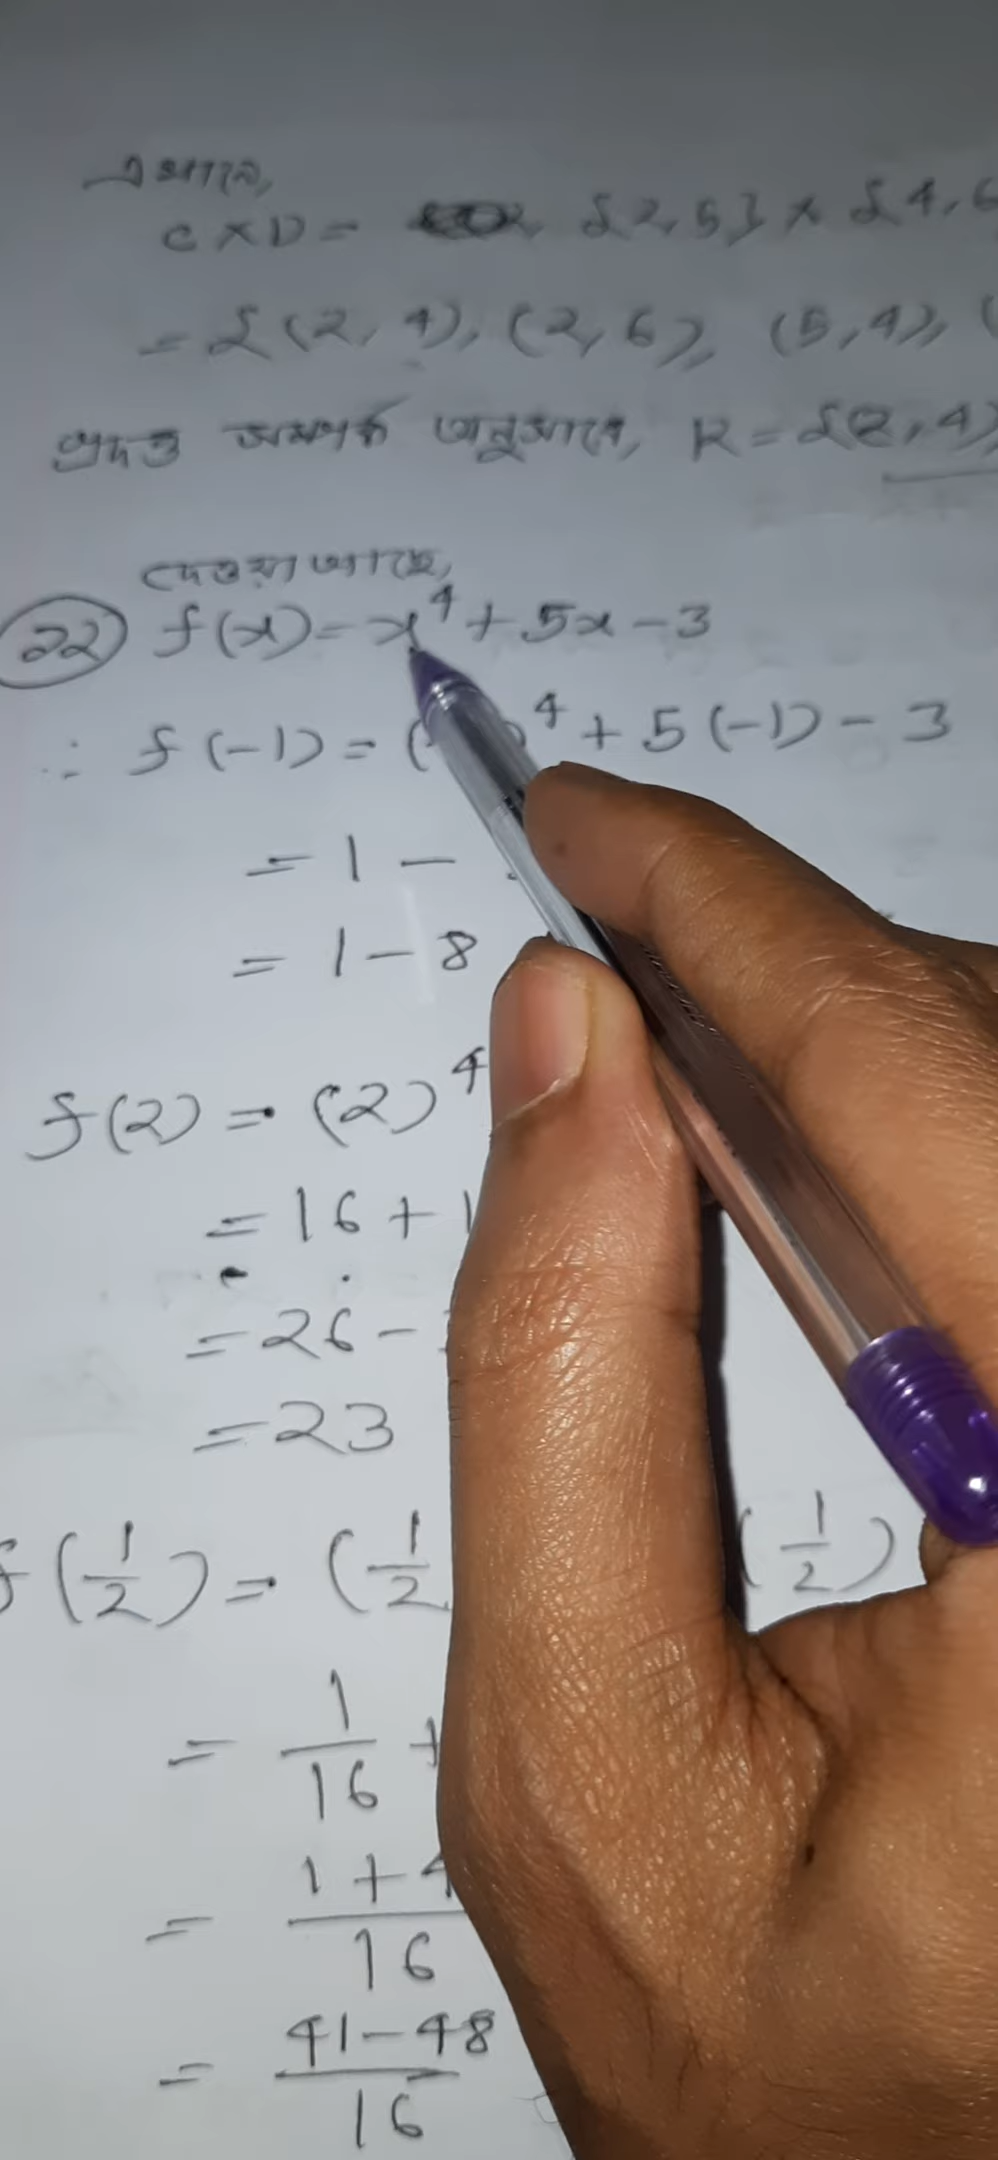 এখানে,
C×D= {2,5}×{4,6
={(2,4),(2,6),(5,4),(
প্রদত্ত সম্পর্ক অনুসারে, R={(2,4)
দেওয়া আছে,
22 f(x)=x⁴+5x-3
∴ f(-1)=( )⁴+5(-1)-3
=1-
=1-8
f(2)=(2)⁴
=16+1
=26-
=23
f(1/2)=(1/2 (1/2)
=1/16+
=1+4/16
=41-48/16